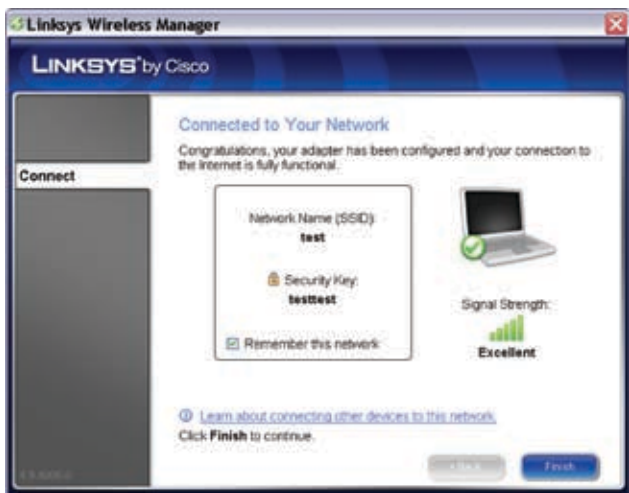 Linksys Wireless Manager
LINKSYS® by Cisco
Connect
Connected to Your Network
Congratulations, your adapter has been configured and your connection to
the Internet is fully functional.
Network Name (SSID):
test
Security Key:
testtest
Remember this network
Signal Strength:
Excellent
Learn about connecting other devices to this network.
Click Finish to continue.
Back
Finish